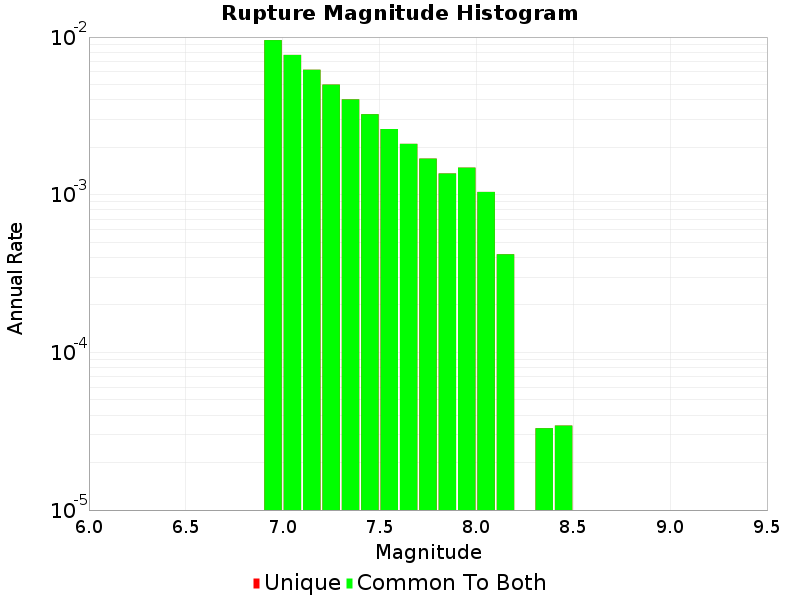 Rupture Magnitude Histogram
10-2
10-3
10-4
10-5
Annual Rate
6.0 6.5 7.0 7.5 8.0 8.5 9.0 9.5
Magnitude
Unique Common To Both